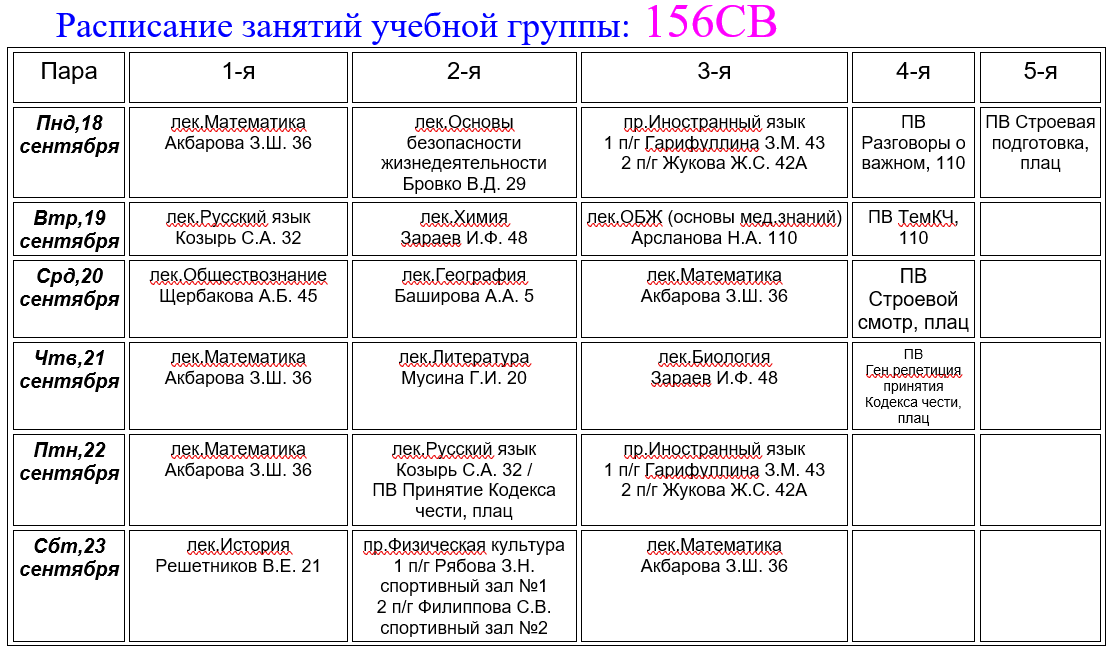 Расписание занятий учебной группы: 156СВ
Пара
1-я
2-я
3-я
4-я
5-я
Пнд,18
сентября
лек.Математика
Акбарова З.Ш. 36
лек.Основы
безопасности
жизнедеятельности
Бровко В.Д. 29
пр.Иностранный язык
1 п/г Гарифуллина З.М. 43
2 п/г Жукова Ж.С. 42А
ПВ
Разговоры о
важном, 110
ПВ Строевая
подготовка,
плац
Втр,19
сентября
лек.Русский язык
Козырь С.А. 32
лек.Химия
Зараев И.Ф. 48
лек.ОБЖ (основы мед.знаний)
Арсланова Н.А. 110
ПВ ТемКЧ,
110
Срд,20
сентября
лек.Обществознание
Щербакова А.Б. 45
лек.География
Баширова А.А. 5
лек.Математика
Акбарова З.Ш. 36
ПВ
Строевой
смотр, плац
Чтв,21
сентября
лек.Математика
Акбарова З.Ш. 36
лек.Литература
Мусина Г.И. 20
лек.Биология
Зараев И.Ф. 48
ПВ
Ген.репетиция
принятия
Кодекса чести,
плац
Птн,22
сентября
лек.Математика
Акбарова З.Ш. 36
лек.Русский язык
Козырь С.А. 32 /
ПВ Принятие Кодекса
чести, плац
пр.Иностранный язык
1 п/г Гарифуллина З.М. 43
2 п/г Жукова Ж.С. 42А
Сбт,23
сентября
лек.История
Решетников В.Е. 21
пр.Физическая культура
1 п/г Рябова З.Н.
спортивный зал №1
2 п/г Филиппова С.В.
спортивный зал №2
лек.Математика
Акбарова З.Ш. 36